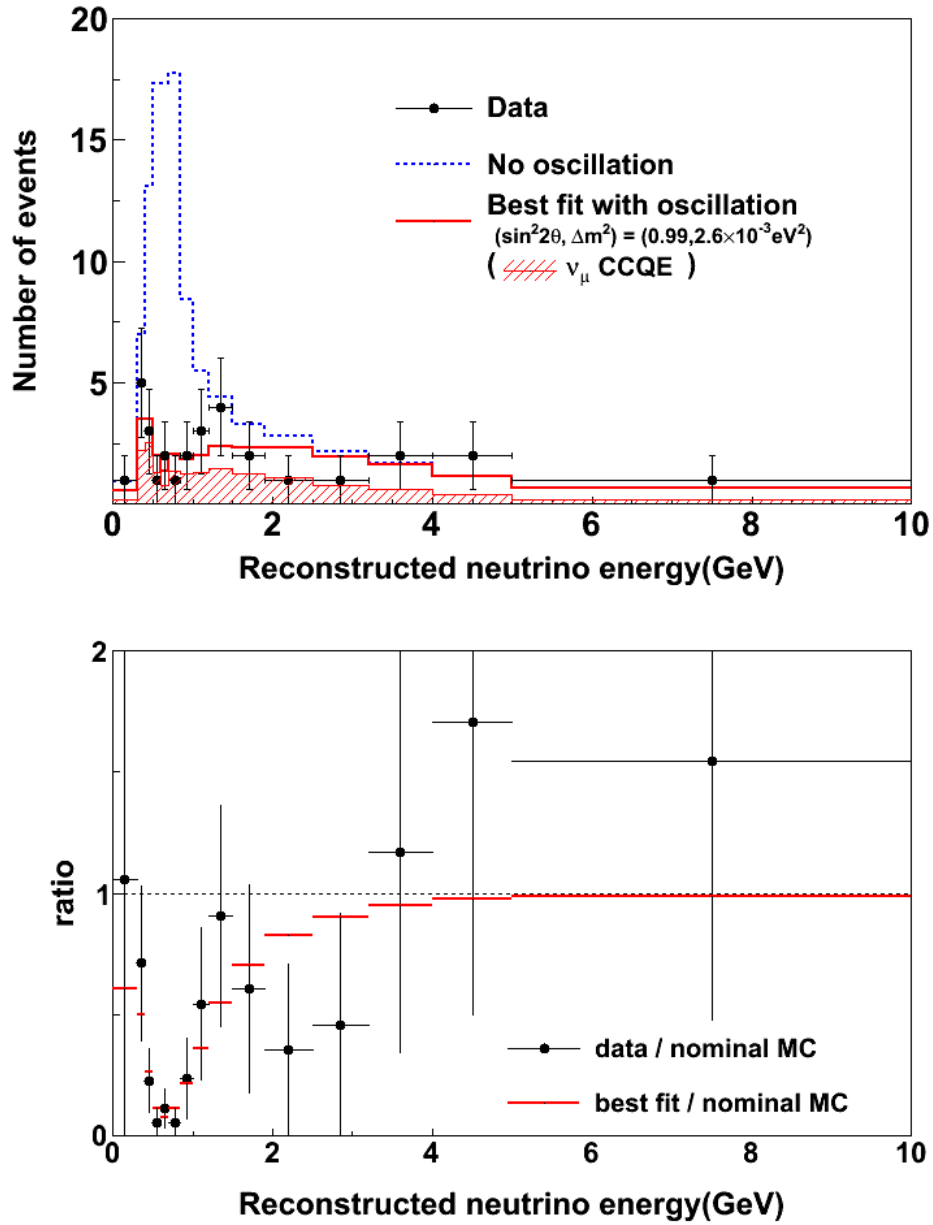 20
15
10
5
Number of events
Data
No oscillation
Best fit with oscillation
(sin²2θ, Δm²) = (0.99,2.6×10⁻³eV²)
( ν_μ CCQE )
0 2 4 6 8 10
Reconstructed neutrino energy(GeV)
2
1
0
ratio
data / nominal MC
best fit / nominal MC
0 2 4 6 8 10
Reconstructed neutrino energy(GeV)